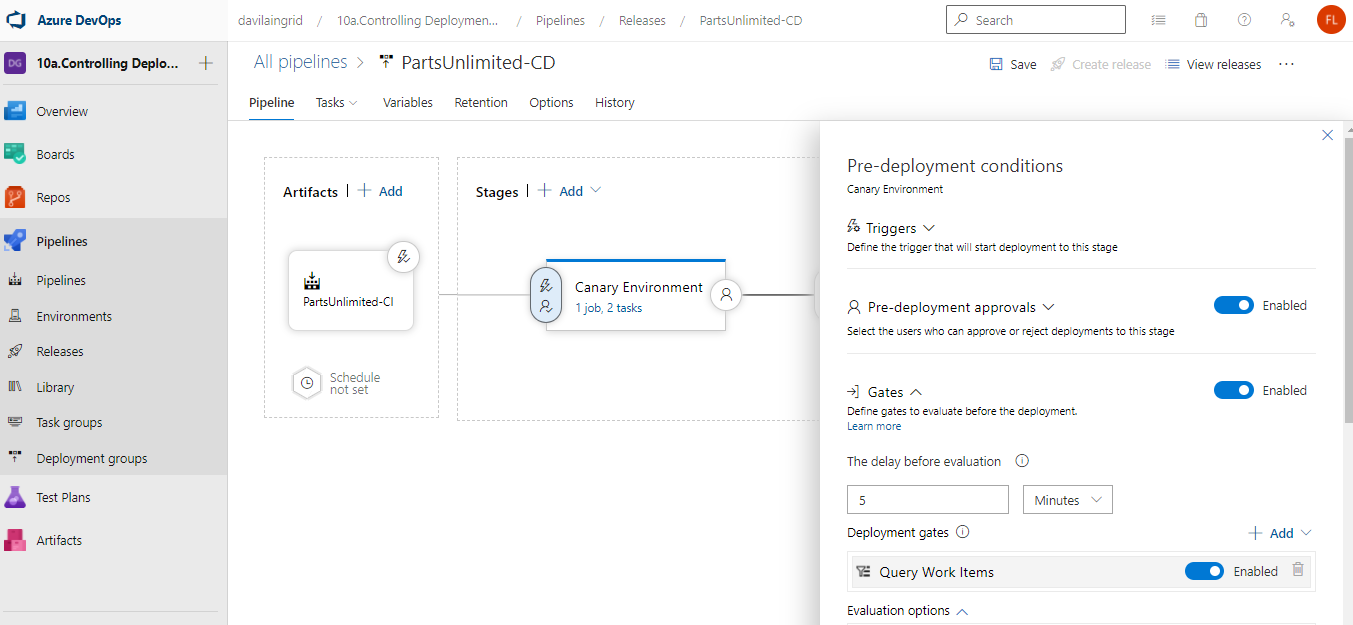 Azure DevOps
davilaingrid / 10a.Controlling Deploymen... / Pipelines / Releases / PartsUnlimited-CD
Search
FL
DG 10a.Controlling Deplo...
Overview
Boards
Repos
Pipelines
Pipelines
Environments
Releases
Library
Task groups
Deployment groups
Test Plans
Artifacts
All pipelines > PartsUnlimited-CD
Save
Create release
View releases
Pipeline Tasks Variables Retention Options History
Artifacts | + Add
PartsUnlimited-CI
Schedule
not set
Stages | + Add
Canary Environment
1 job, 2 tasks
Pre-deployment conditions
Canary Environment
Triggers
Define the trigger that will start deployment to this stage
Pre-deployment approvals
Enabled
Select the users who can approve or reject deployments to this stage
Gates
Enabled
Define gates to evaluate before the deployment.
Learn more
The delay before evaluation
5 Minutes
Deployment gates
+ Add
Query Work Items
Enabled
Evaluation options